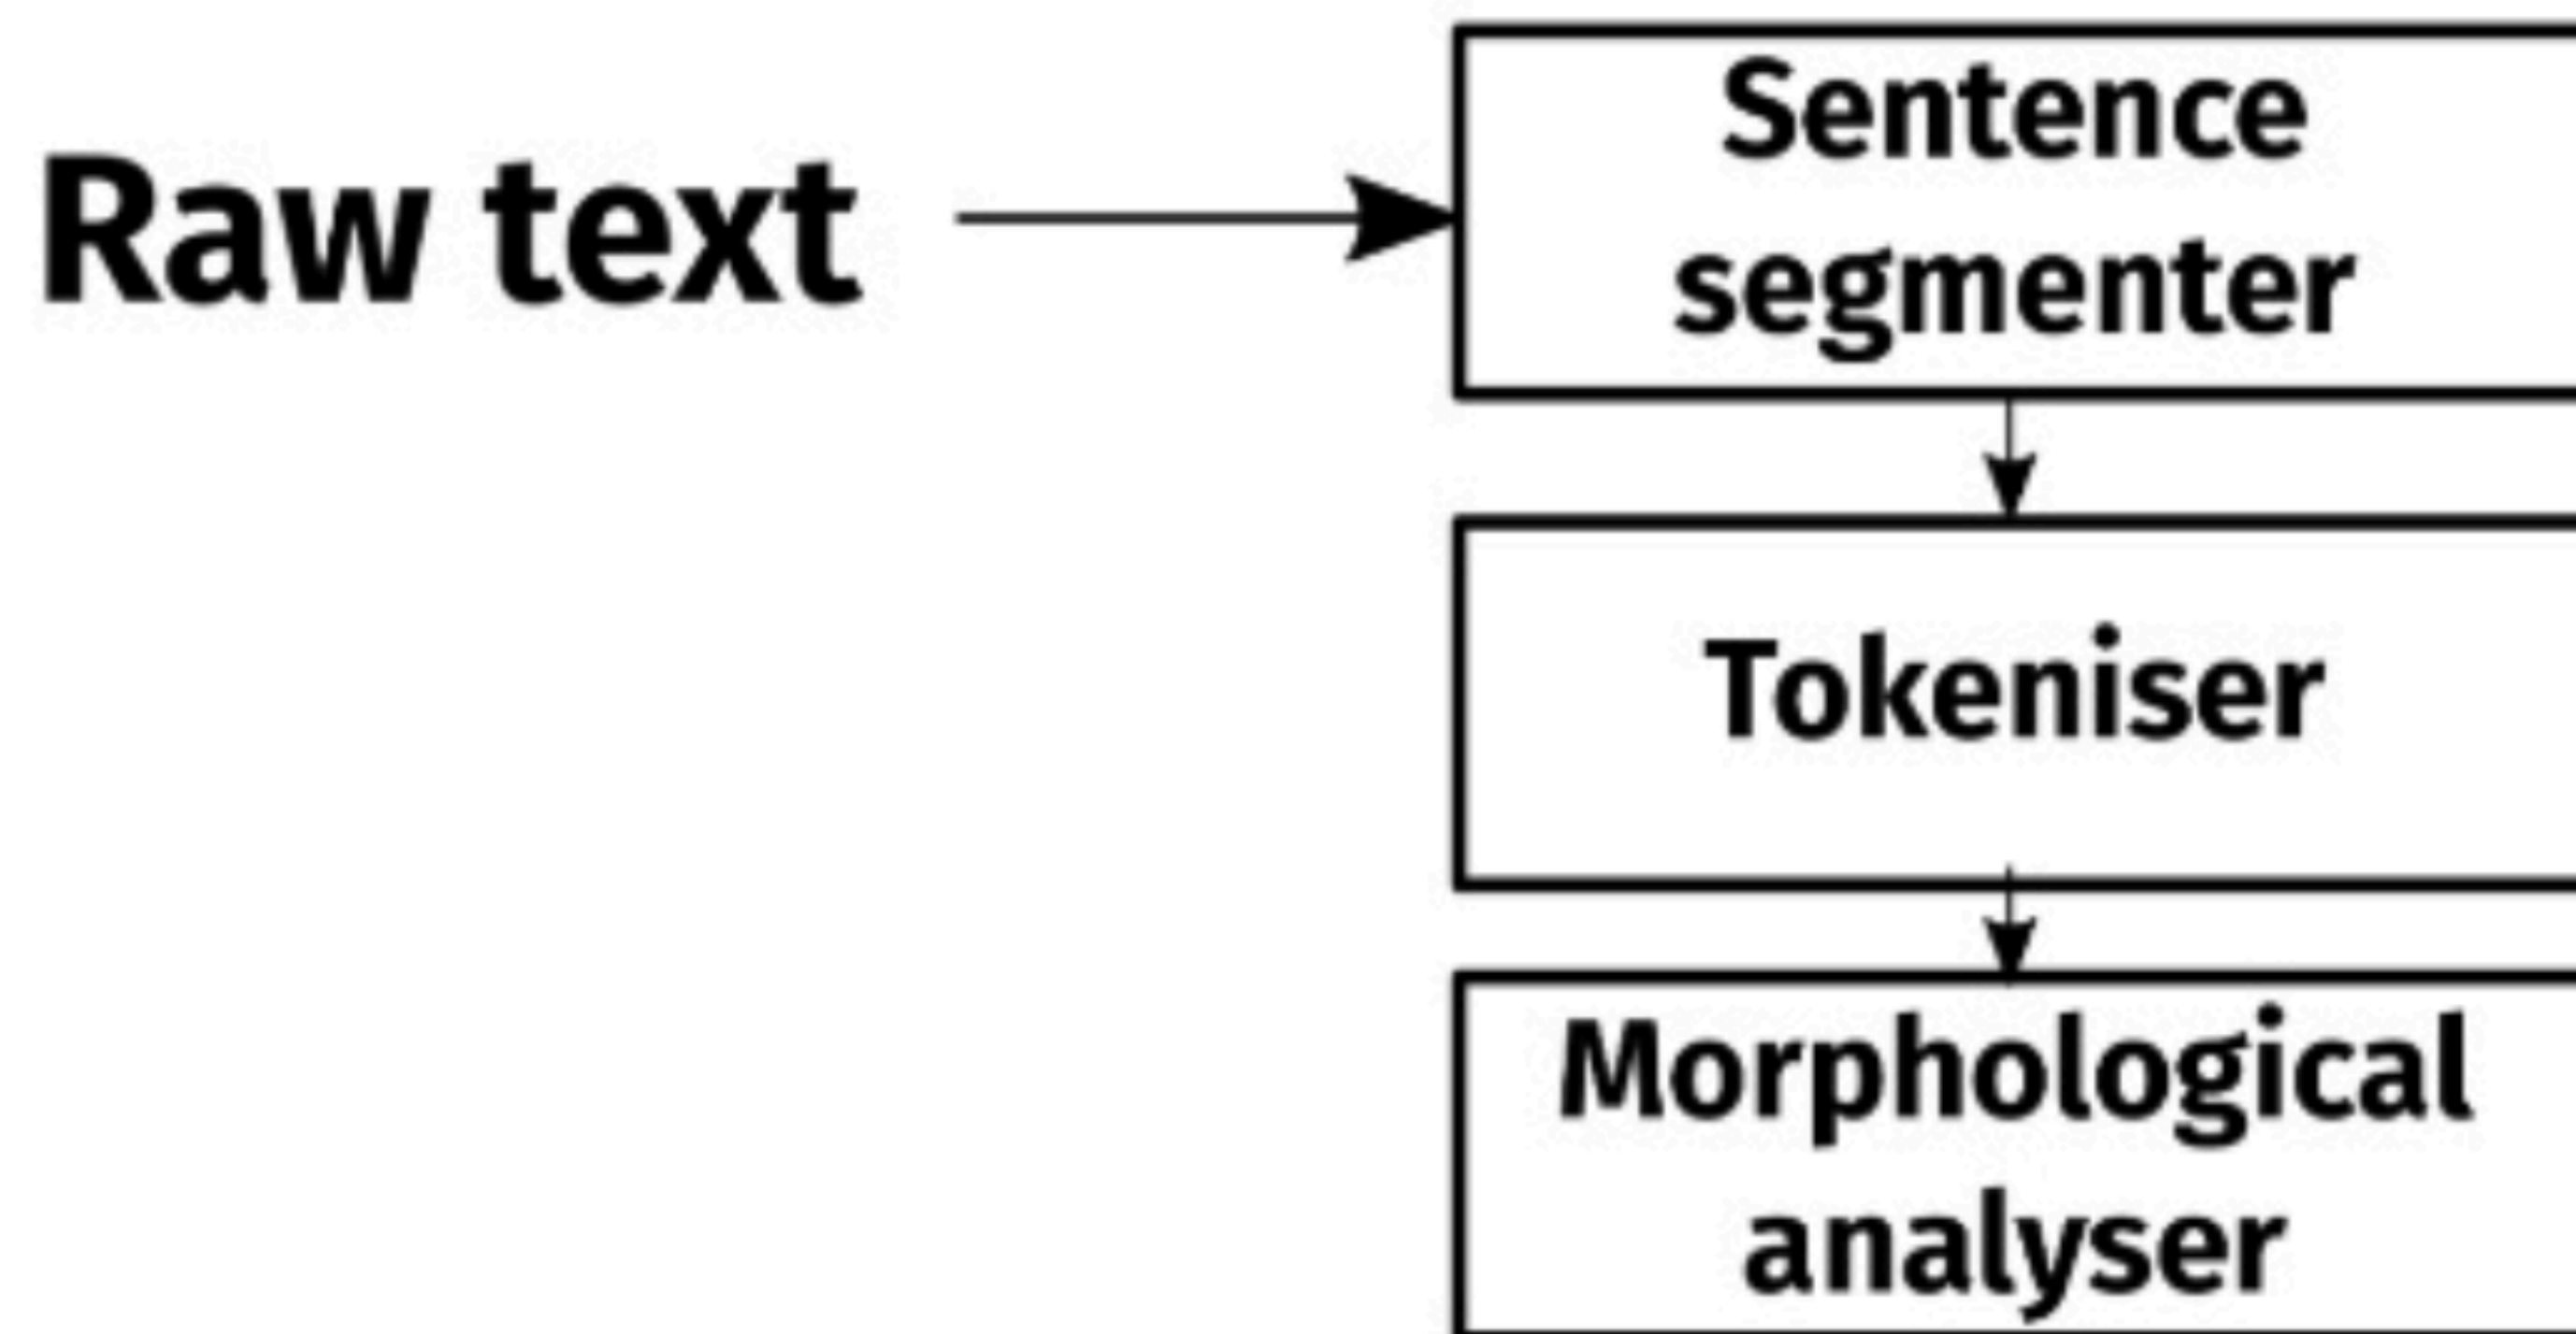 Raw text
Sentence
segmenter
Tokeniser
Morphological
analyser